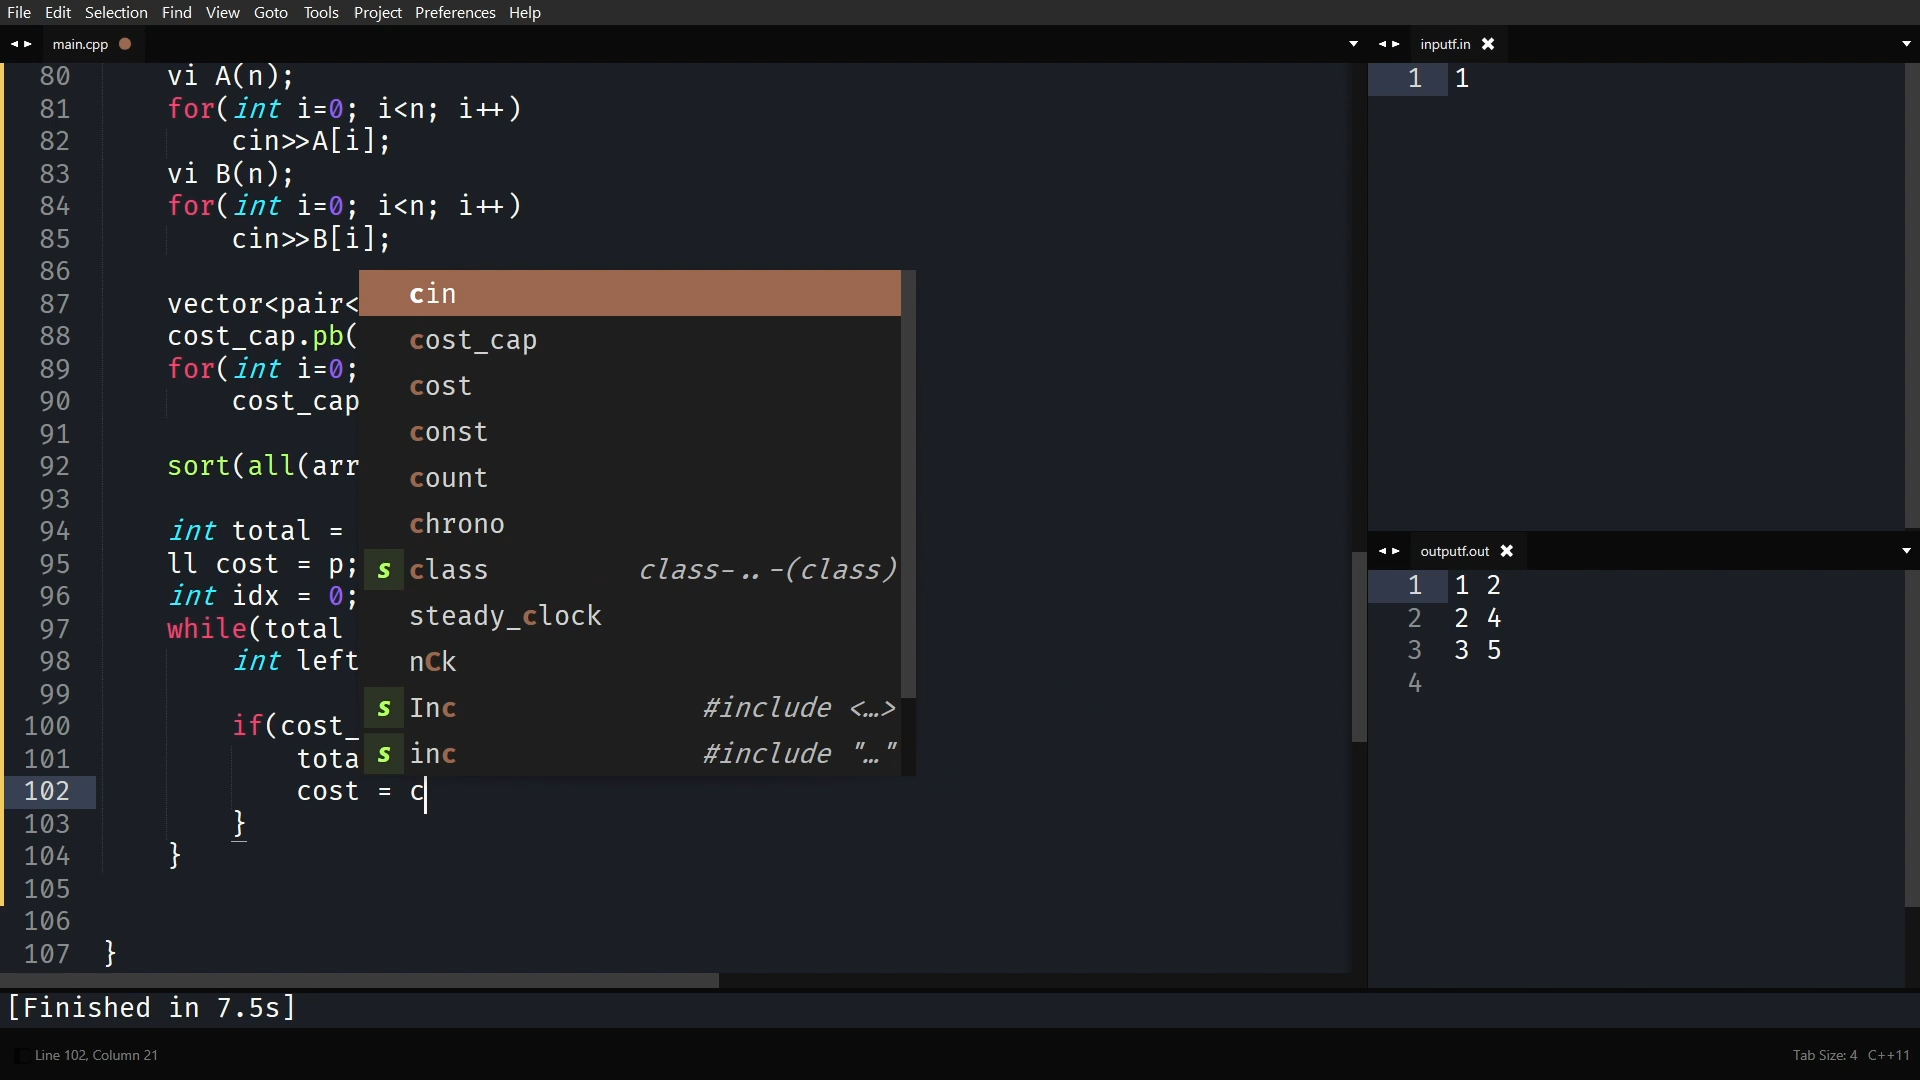 File Edit Selection Find View Goto Tools Project Preferences Help
main.cpp
80 vi A(n);
81 for(int i=0; i<n; i++)
82 cin>>A[i];
83 vi B(n);
84 for(int i=0; i<n; i++)
85 cin>>B[i];
86
87 vector<pair<
88 cost_cap.pb(
89 for(int i=0;
90 cost_cap
91
92 sort(all(arr
93
94 int total =
95 ll cost = p;
96 int idx = 0;
97 while(total
98 int left
99
100 if(cost_
101 tota
102 cost = c
103 }
104 }
105
106
107 }
cin
cost_cap
cost
const
count
chrono
s class class-..-(class)
steady_clock
nCk
s Inc #include <…>
s inc #include "…"
inputf.in
1 1
outputf.out
1 1 2
2 2 4
3 3 5
4
[Finished in 7.5s]
Line 102, Column 21
Tab Size: 4 C++11